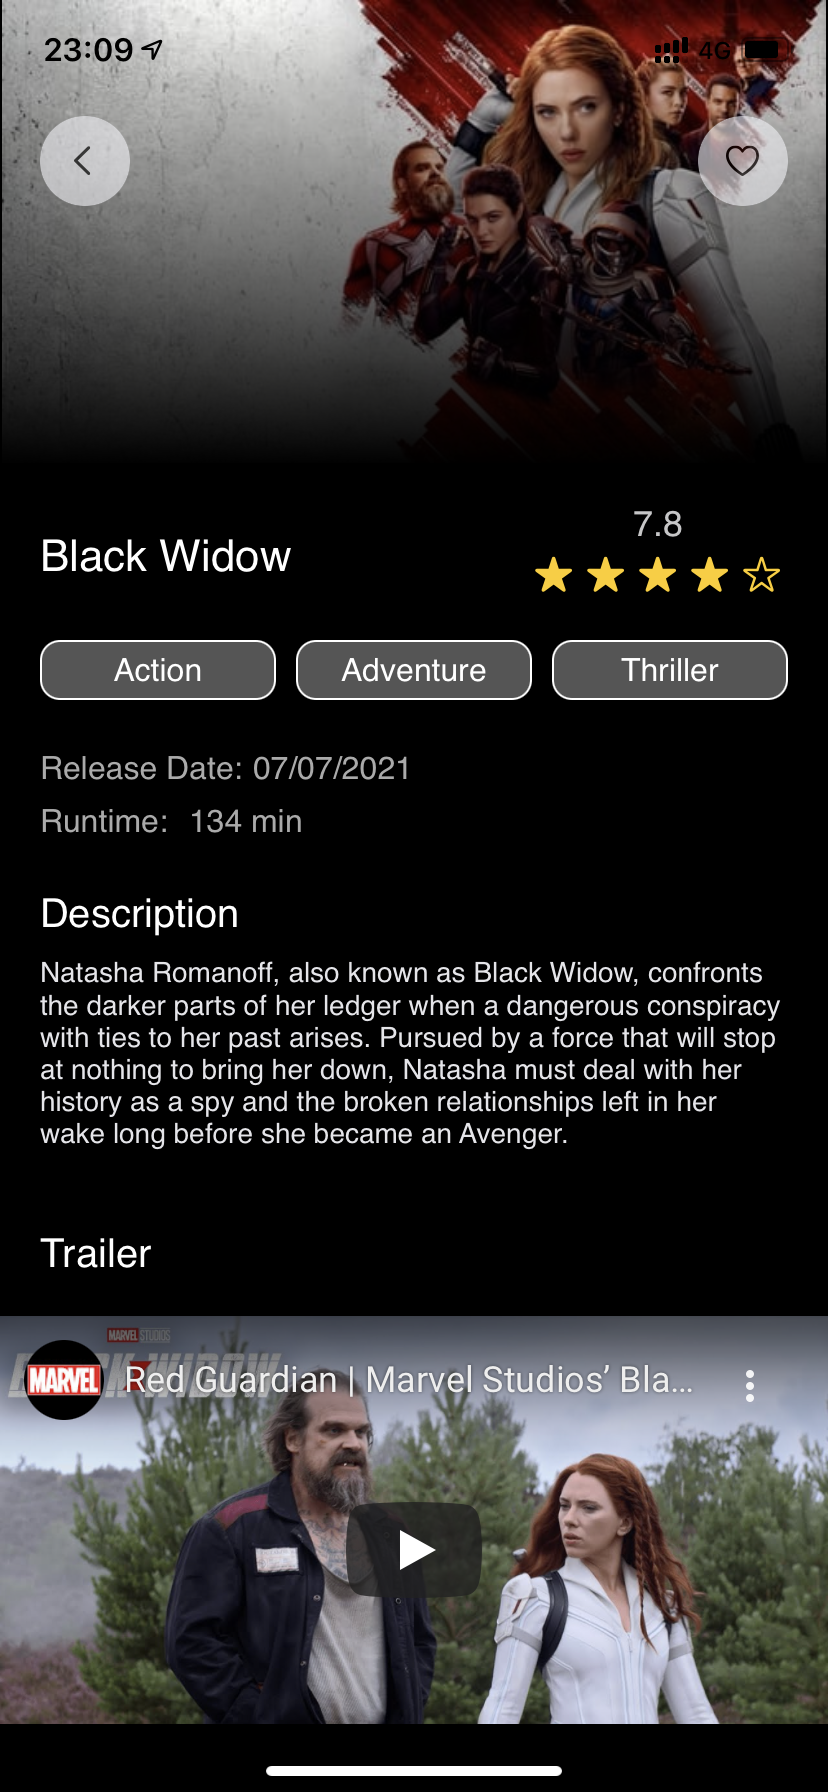 23:09
4G
7.8
Black Widow
Action
Adventure
Thriller
Release Date: 07/07/2021
Runtime: 134 min
Description
Natasha Romanoff, also known as Black Widow, confronts
the darker parts of her ledger when a dangerous conspiracy
with ties to her past arises. Pursued by a force that will stop
at nothing to bring her down, Natasha must deal with her
history as a spy and the broken relationships left in her
wake long before she became an Avenger.
Trailer
MARVEL STUDIOS
MARVEL
Red Guardian | Marvel Studios’ Bla...